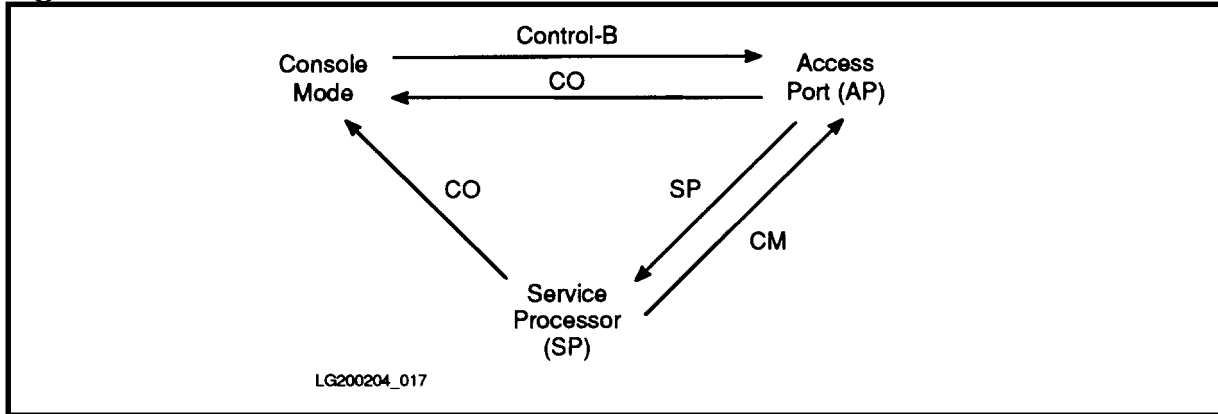 Control-B
Console
Mode
CO
Access
Port (AP)
CO
SP
CM
Service
Processor
(SP)
LG200204_017